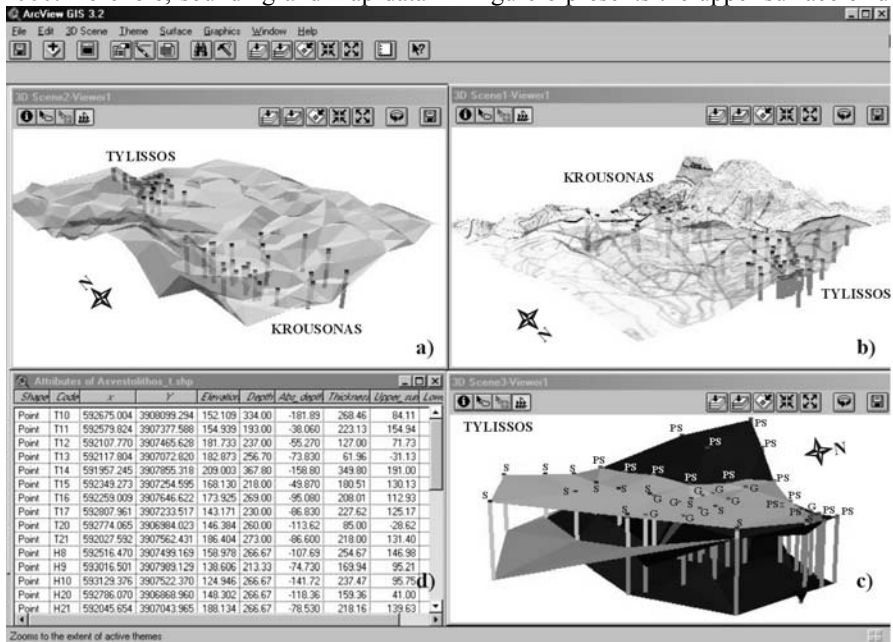 ArcView GIS 3.2
File Edit 3D Scene Theme Surface Graphics Window Help
3D Scene2-Viewer1
TYLISSOS
KROUSONAS
N
a)
3D Scene1-Viewer1
KROUSONAS
TYLISSOS
N
b)
Attributes of Asvestolithos_t.shp
Shape Code x Y Elevation Depth Abs_depth Thickness Upper_sur Low
Point T10 592675.004 3908099.294 152.109 334.00 -181.89 268.46 84.11
Point T11 592579.824 3907377.588 154.939 193.00 -38.060 223.13 154.94
Point T12 592107.770 3907465.628 181.733 237.00 -55.270 127.00 71.73
Point T13 592117.804 3907072.820 182.873 256.70 -73.830 61.96 -31.13
Point T14 591957.245 3907855.318 209.003 367.80 -158.80 349.80 191.00
Point T15 592349.273 3907254.595 168.130 218.00 -49.870 180.51 130.13
Point T16 592259.009 3907646.622 173.925 269.00 -95.080 208.01 112.93
Point T17 592807.961 3907233.517 143.171 230.00 -86.830 227.62 125.17
Point T20 592774.065 3906984.023 146.384 260.00 -113.62 85.00 -28.62
Point T21 592027.592 3907562.431 186.404 273.00 -86.600 218.00 131.40
Point H8 592516.470 3907499.169 158.978 266.67 -107.69 254.67 146.98
Point H9 593016.501 3907989.129 138.606 213.33 -74.730 169.94 95.21
Point H10 593129.376 3907522.370 124.946 266.67 -141.72 237.47 95.75
Point H20 592786.070 3906868.960 148.302 266.67 -118.36 159.36 41.00
Point H21 592045.654 3907043.965 188.134 266.67 -78.530 218.16 139.63
d)
3D Scene3-Viewer1
TYLISSOS
N
PS PS PS PS
S S S PS PS PS PS PS
S S S S G G G PS
S G G S G G PS PS
S G G S G PS
c)
Zooms to the extent of active themes